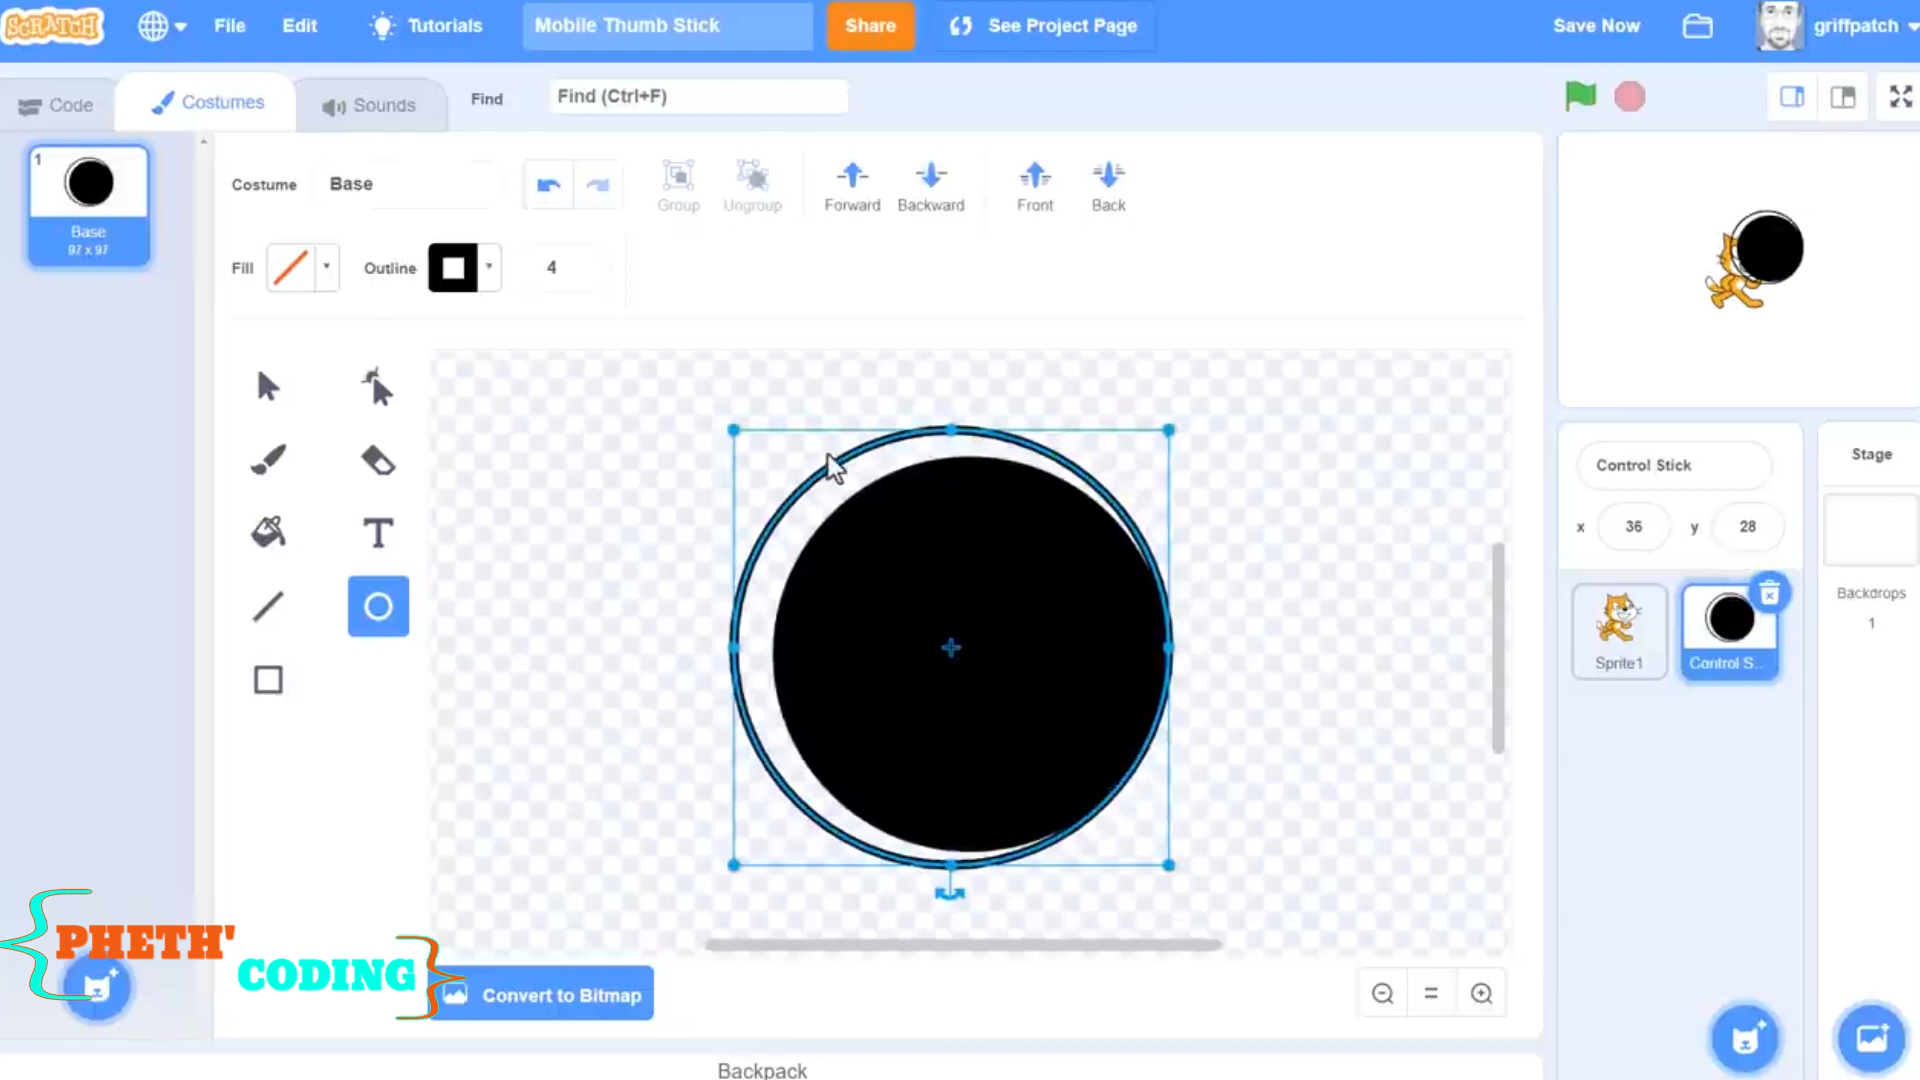 SCRATCH
File
Edit
Tutorials
Mobile Thumb Stick
Share
See Project Page
Save Now
griffpatch
Code
Costumes
Sounds
Find
Find (Ctrl+F)
1
Base
97 x 97
Costume
Base
Group
Ungroup
Forward
Backward
Front
Back
Fill
Outline
4
T
Control Stick
x
36
y
28
Stage
Sprite1
Control S...
Backdrops
1
PHETH'
CODING
Convert to Bitmap
Backpack